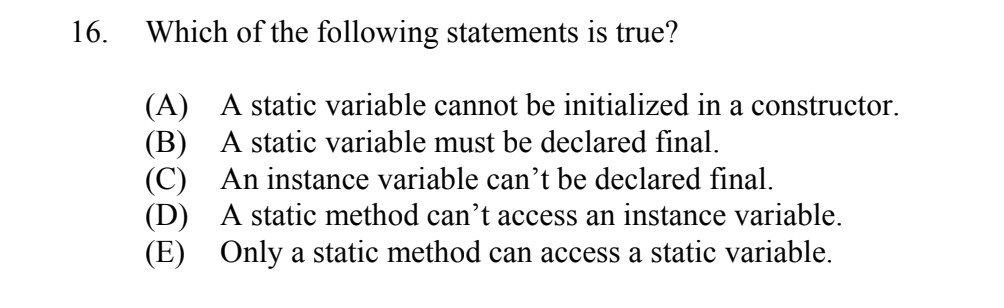 16. Which of the following statements is true?
(A) A static variable cannot be initialized in a constructor.
(B) A static variable must be declared final.
(C) An instance variable can’t be declared final.
(D) A static method can’t access an instance variable.
(E) Only a static method can access a static variable.